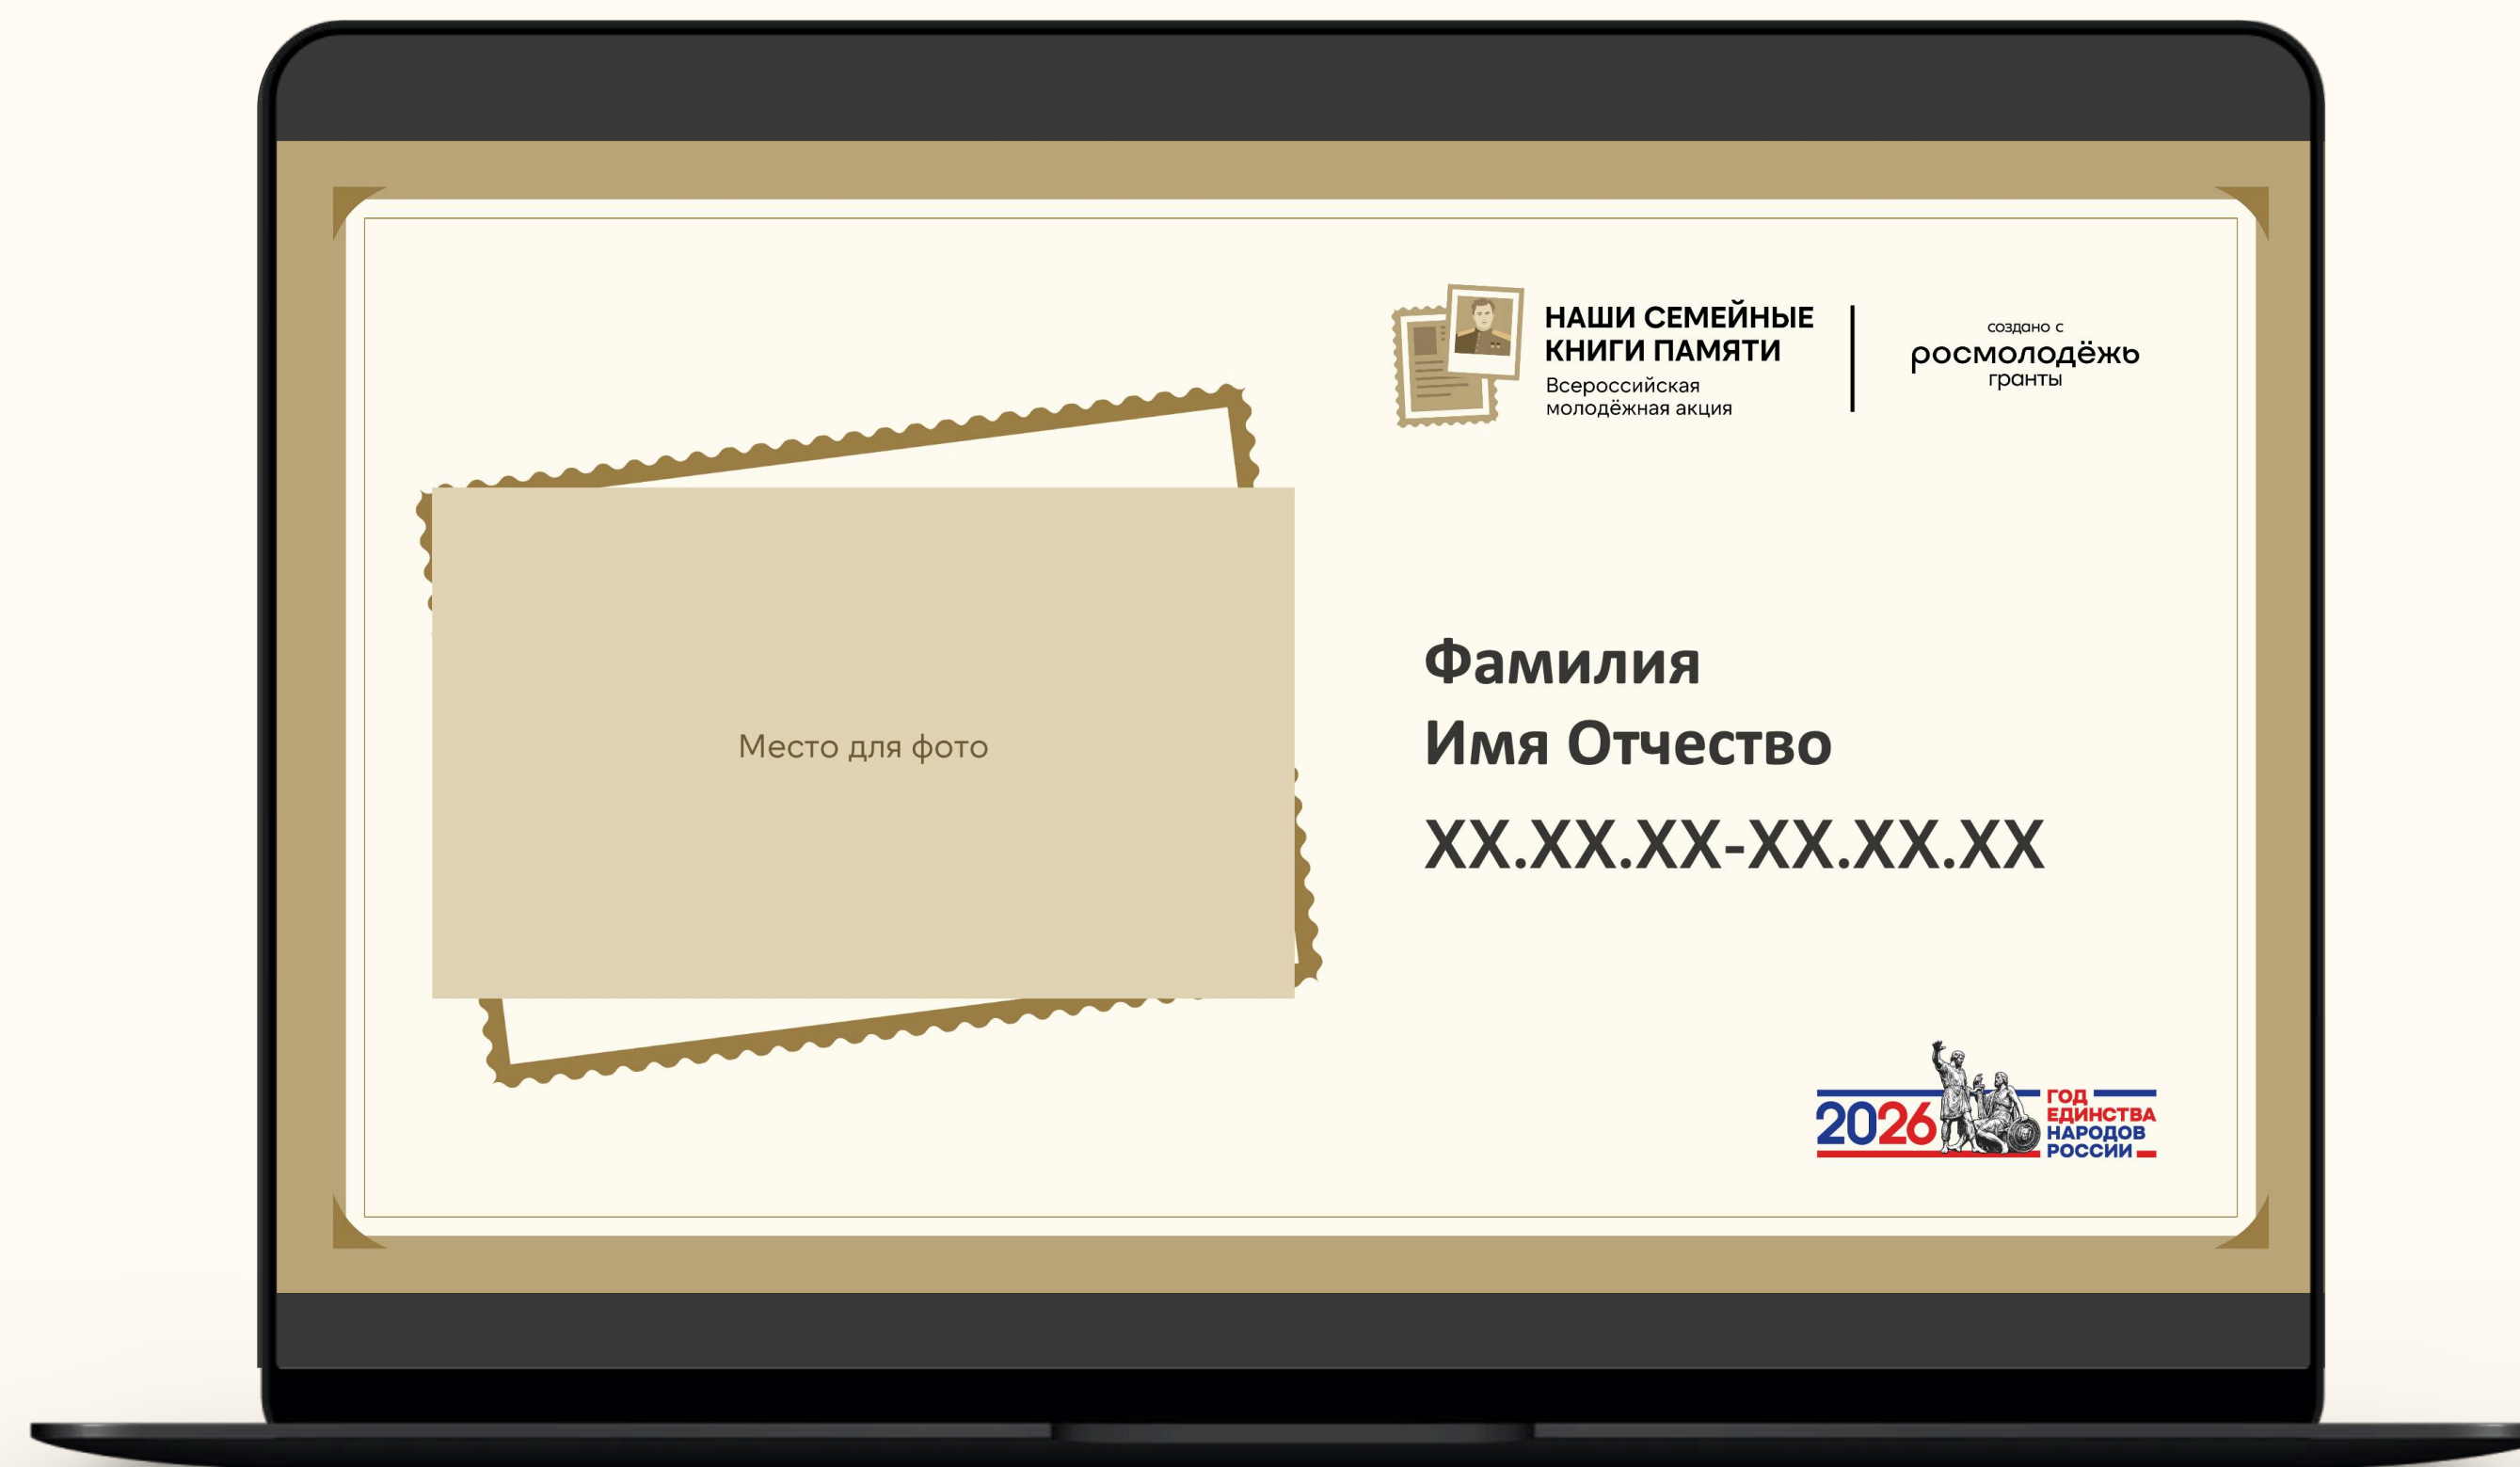 НАШИ СЕМЕЙНЫЕ
КНИГИ ПАМЯТИ
Всероссийская
молодёжная акция
создано с
росмолодёжь
гранты
Место для фото
Фамилия
Имя Отчество
XX.XX.XX-XX.XX.XX
2026
ГОД
ЕДИНСТВА
НАРОДОВ
РОССИИ